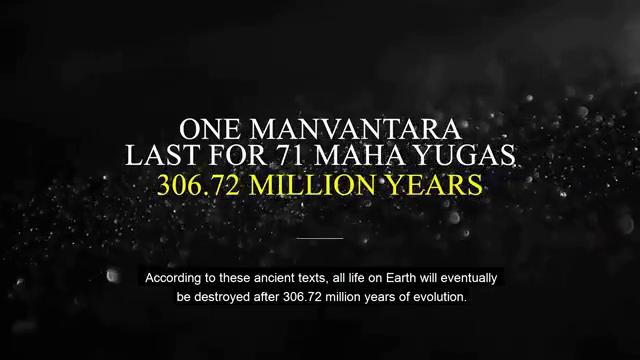 ONE MANVANTARA
LAST FOR 71 MAHA YUGAS
306.72 MILLION YEARS
According to these ancient texts, all life on Earth will eventually
be destroyed after 306.72 million years of evolution.